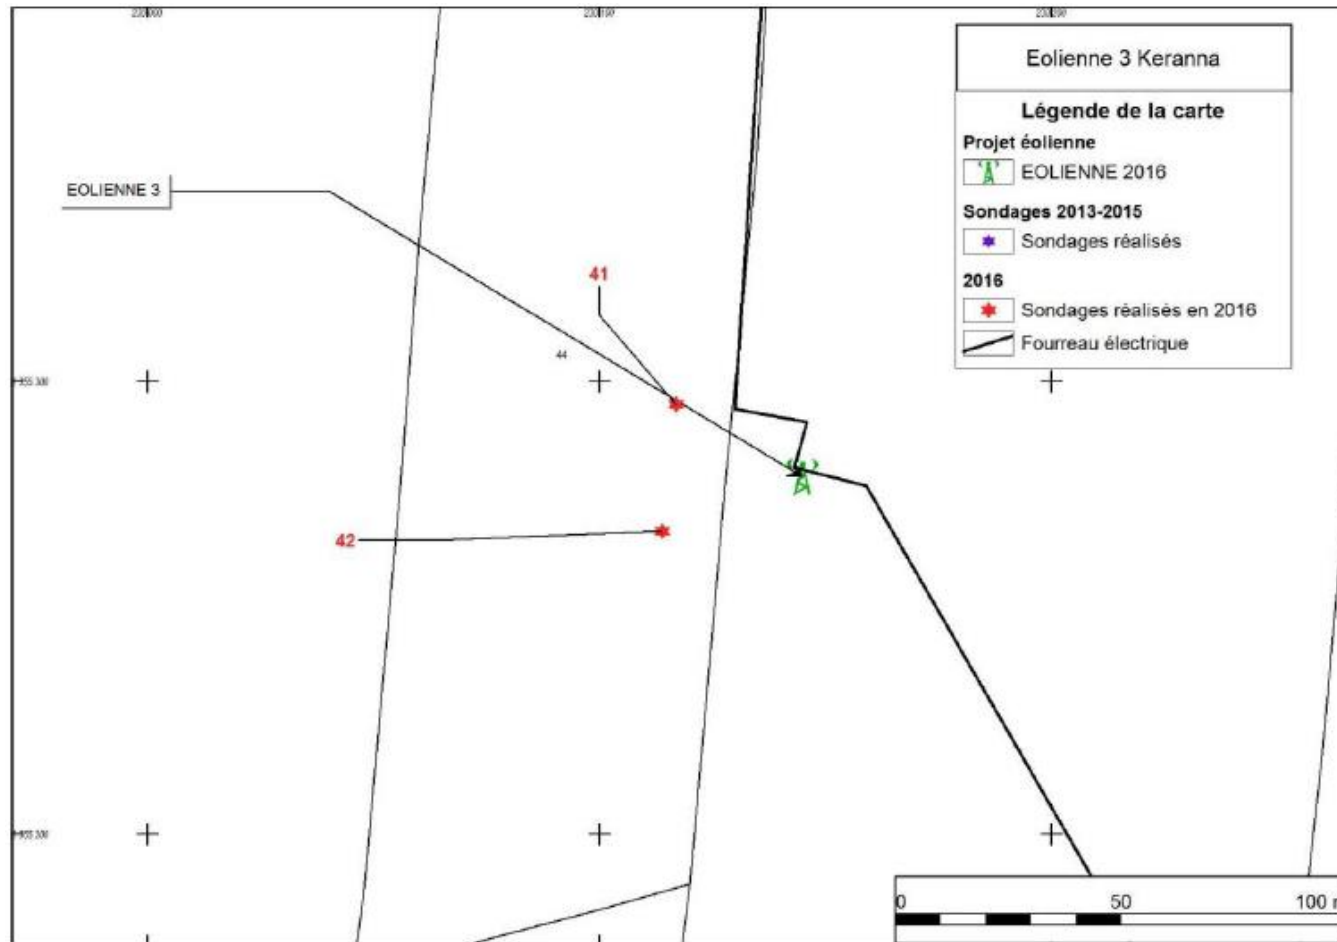 Eolienne 3 Keranna
Légende de la carte
Projet éolienne
EOLIENNE 2016
Sondages 2013-2015
Sondages réalisés
2016
Sondages réalisés en 2016
Fourreau électrique
EOLIENNE 3
41
44
42
0 50 100